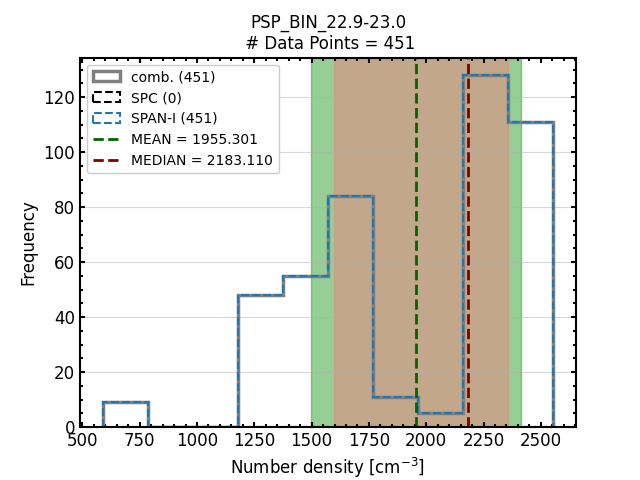 PSP_BIN_22.9-23.0
# Data Points = 451
comb. (451)
SPC (0)
SPAN-I (451)
MEAN = 1955.301
MEDIAN = 2183.110
Frequency
120
100
80
60
40
20
0
500 750 1000 1250 1500 1750 2000 2250 2500
Number density [cm⁻³]